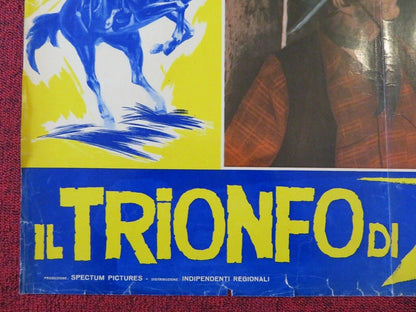 IL TRIONFO DI
PRODUZIONE: SPECTUM PICTURES - DISTRIBUZIONE: INDIPENDENTI REGIONALI